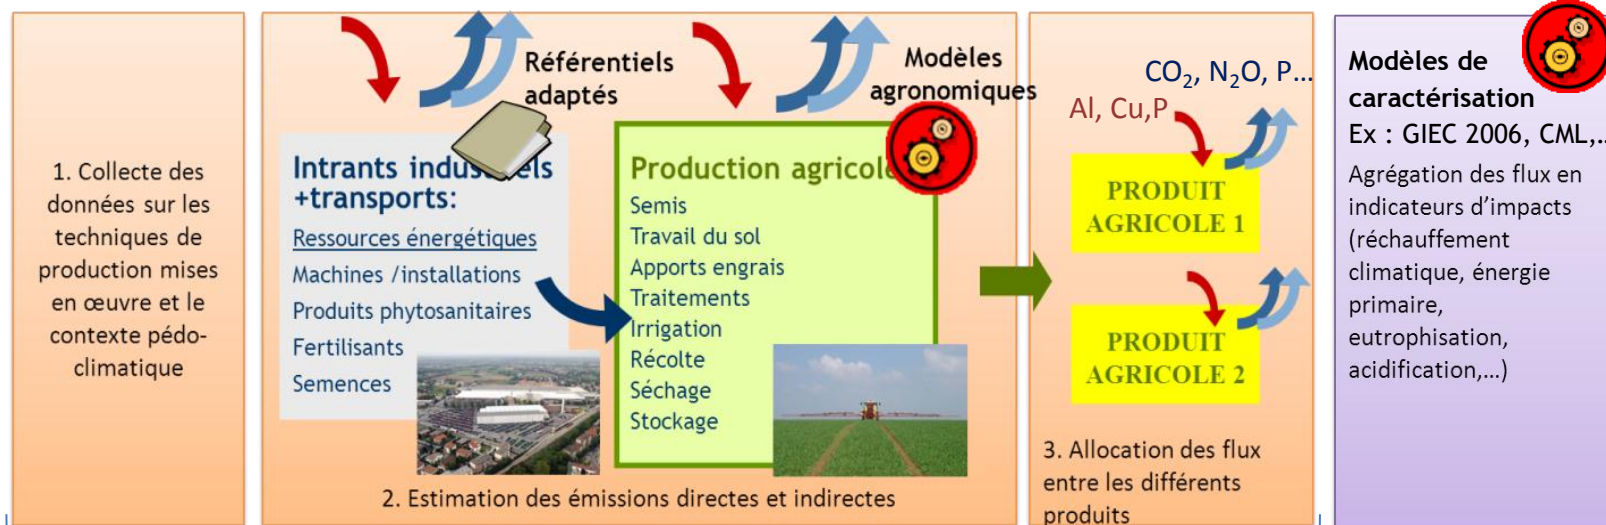 1. Collecte des
données sur les
techniques de
production mises
en œuvre et le
contexte pédo-
climatique
Référentiels
adaptés
Intrants indus els
+transports:
Ressources énergétiques
Machines /installations
Produits phytosanitaires
Fertilisants
Semences
Modèles
agronomiques
Production agricole
Semis
Travail du sol
Apports engrais
Traitements
Irrigation
Récolte
Séchage
Stockage
2. Estimation des émissions directes et indirectes
CO₂, N₂O, P...
Al, Cu,P
PRODUIT
AGRICOLE 1
PRODUIT
AGRICOLE 2
3. Allocation des flux
entre les différents
produits
Modèles de
caractérisation
Ex : GIEC 2006, CML,..
Agrégation des flux en
indicateurs d’impacts
(réchauffement
climatique, énergie
primaire,
eutrophisation,
acidification,...)